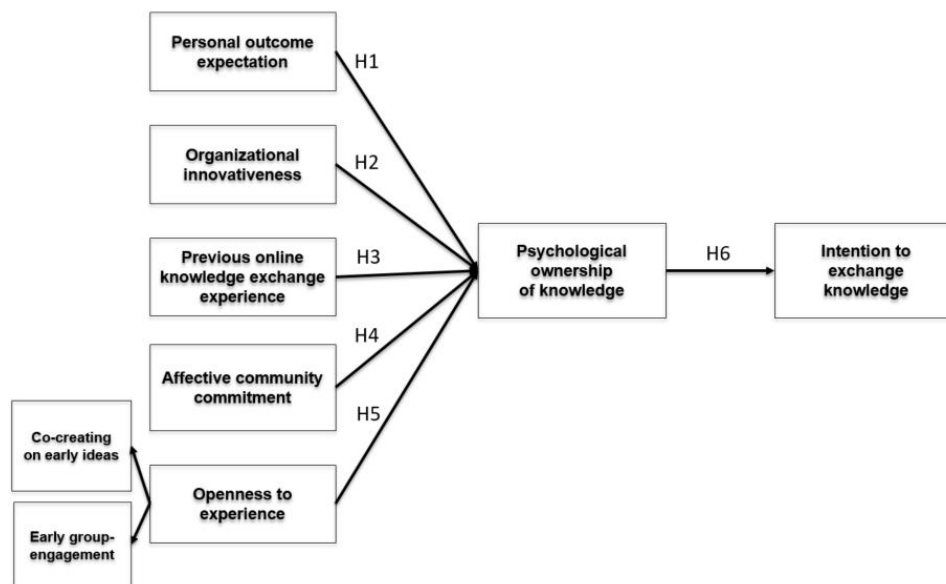 Personal outcome
expectation
H1
Organizational
innovativeness
H2
Previous online
knowledge exchange
experience
H3
Affective community
commitment
H4
Openness to
experience
H5
Co-creating
on early ideas
Early group-
engagement
Psychological
ownership
of knowledge
H6
Intention to
exchange
knowledge